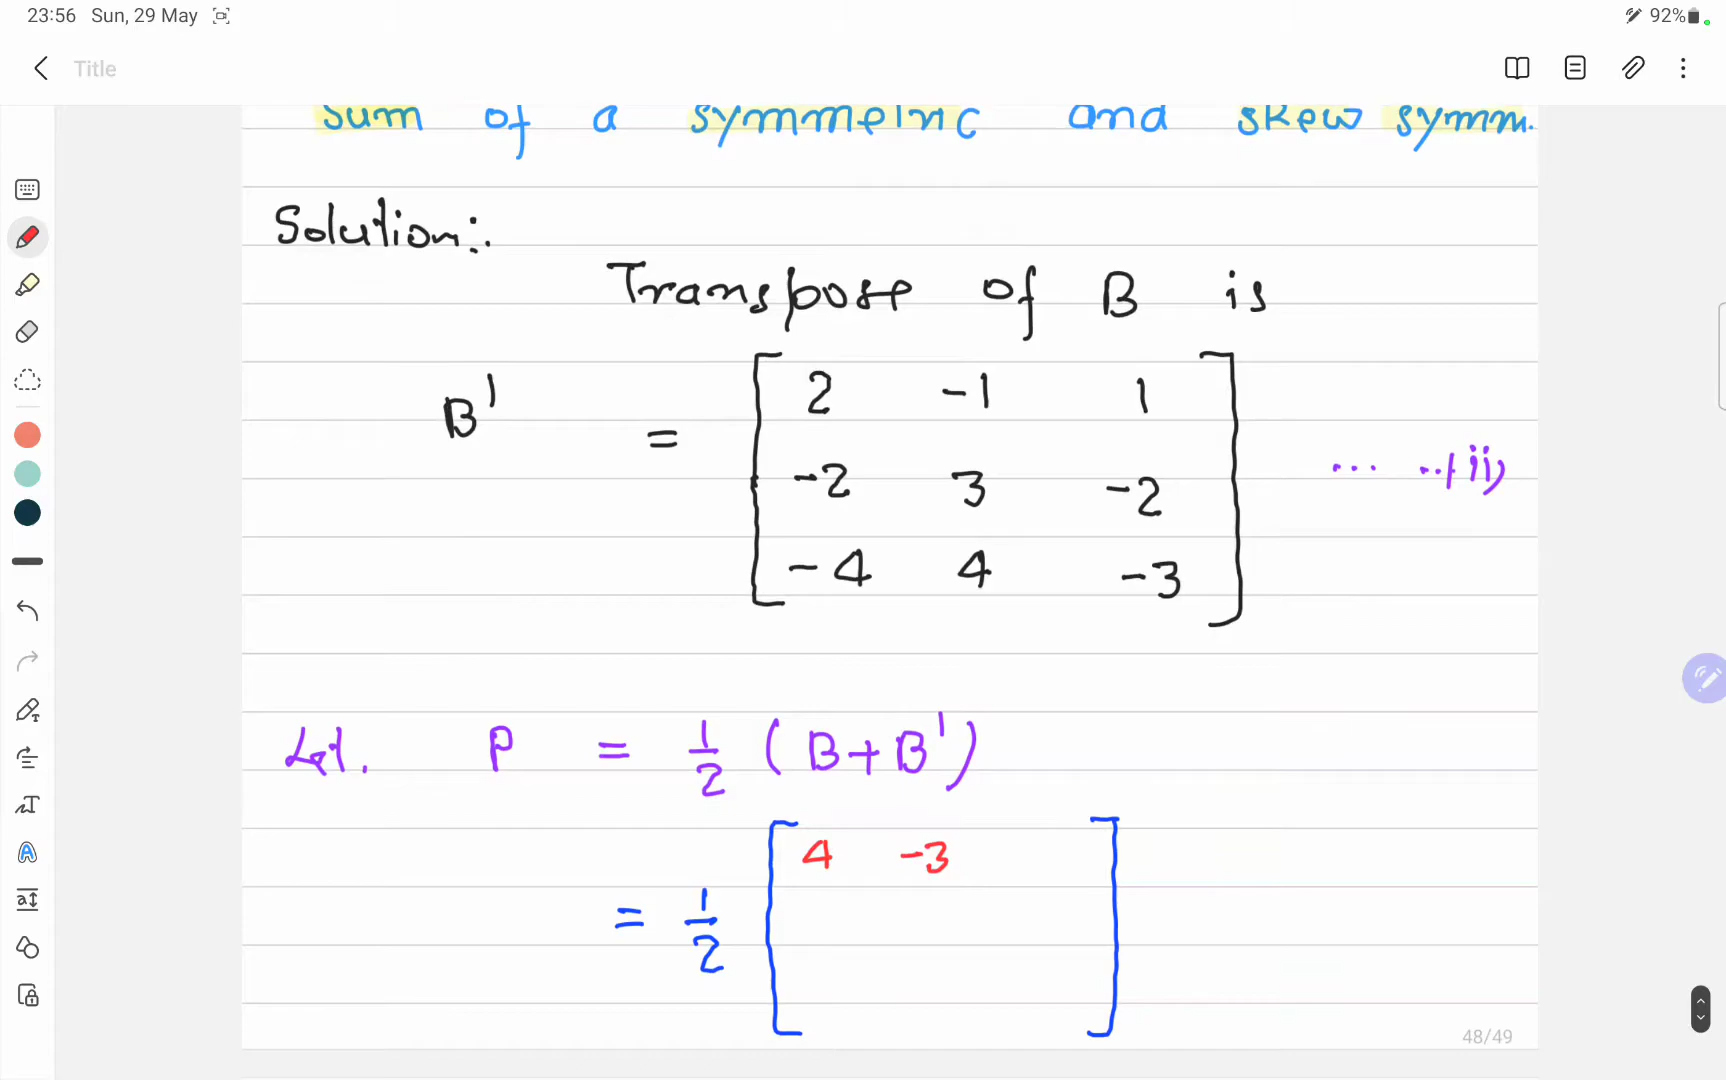 23:56 Sun, 29 May 92%
Title
sum of a symmetric and skew symm.
Solution:.
Transpose of B is
B' = [ 2 -1 1
-2 3 -2
-4 4 -3 ] ... ..(ii)
Let. P = 1/2 (B+B')
= 1/2 [ 4 -3 ]
48/49